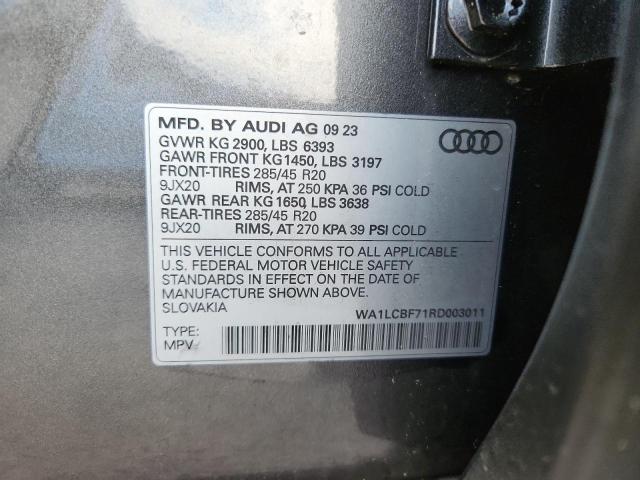 MFD. BY AUDI AG 09 23
GVWR KG 2900, LBS 6393
GAWR FRONT KG1450, LBS 3197
FRONT-TIRES 285/45 R20
9JX20 RIMS, AT 250 KPA 36 PSI COLD
GAWR REAR KG 1650, LBS 3638
REAR-TIRES 285/45 R20
9JX20 RIMS, AT 270 KPA 39 PSI COLD
THIS VEHICLE CONFORMS TO ALL APPLICABLE
U.S. FEDERAL MOTOR VEHICLE SAFETY
STANDARDS IN EFFECT ON THE DATE OF
MANUFACTURE SHOWN ABOVE.
SLOVAKIA WA1LCBF71RD003011
TYPE:
MPV